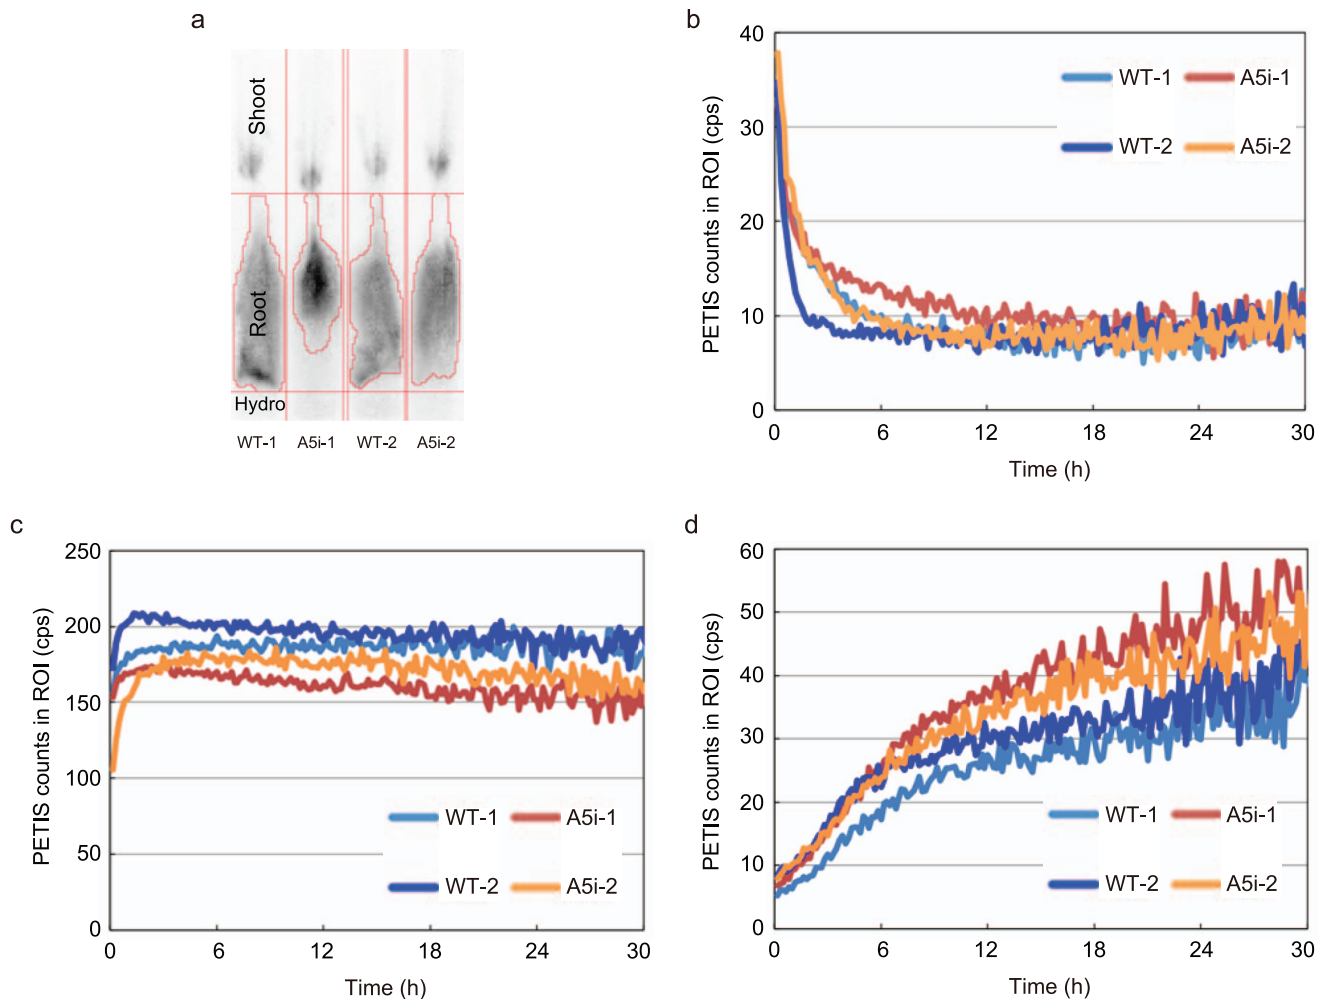 a
Shoot
Root
Hydro
WT-1 A5i-1 WT-2 A5i-2
b
PETIS counts in ROI (cps)
40
30
20
10
0
0 6 12 18 24 30
Time (h)
WT-1 A5i-1
WT-2 A5i-2
c
PETIS counts in ROI (cps)
250
200
150
100
50
0
0 6 12 18 24 30
Time (h)
WT-1 A5i-1
WT-2 A5i-2
d
PETIS counts in ROI (cps)
60
50
40
30
20
10
0
0 6 12 18 24 30
Time (h)
WT-1 A5i-1
WT-2 A5i-2